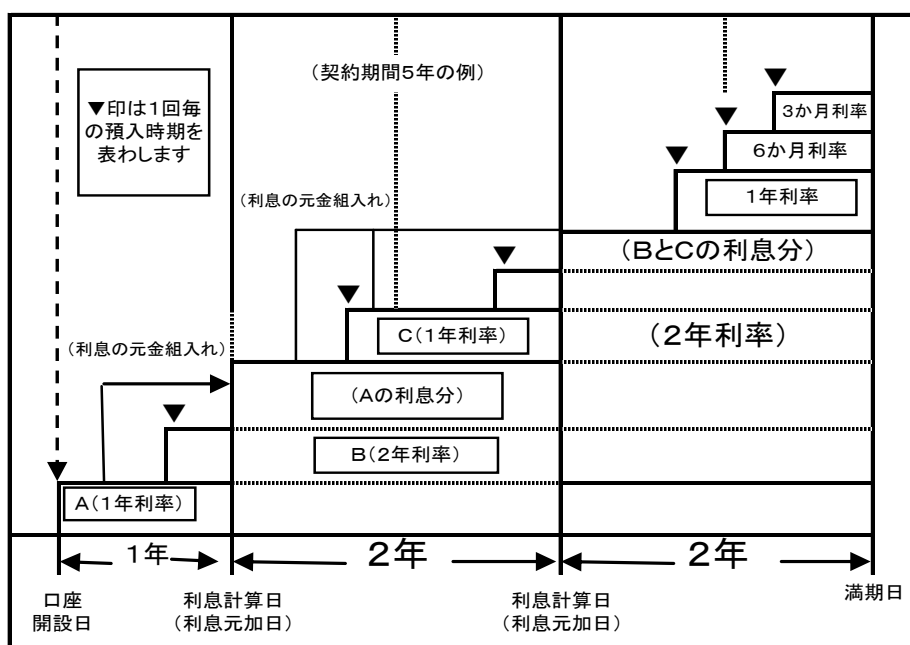 (契約期間5年の例)
▼印は1回毎
の預入時期を
表わします
3か月利率
6か月利率
1年利率
(利息の元金組入れ)
(BとCの利息分)
C(1年利率)
(2年利率)
(利息の元金組入れ)
(Aの利息分)
B(2年利率)
A(1年利率)
1年
2年
2年
口座
開設日
利息計算日
(利息元加日)
利息計算日
(利息元加日)
満期日